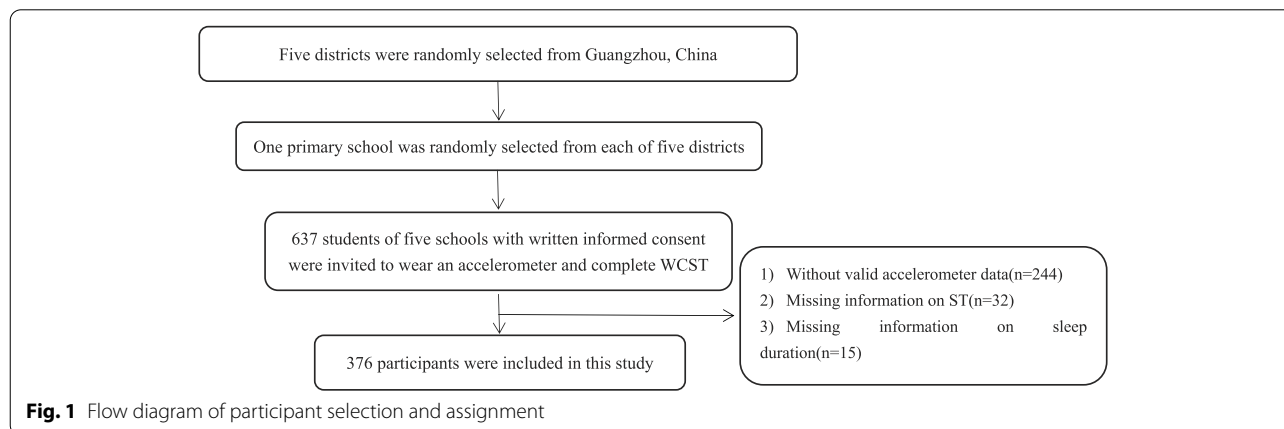 Five districts were randomly selected from Guangzhou, China
One primary school was randomly selected from each of five districts
637 students of five schools with written informed consent
were invited to wear an accelerometer and complete WCST
1) Without valid accelerometer data(n=244)
2) Missing information on ST(n=32)
3) Missing information on sleep
duration(n=15)
376 participants were included in this study
Fig. 1 Flow diagram of participant selection and assignment